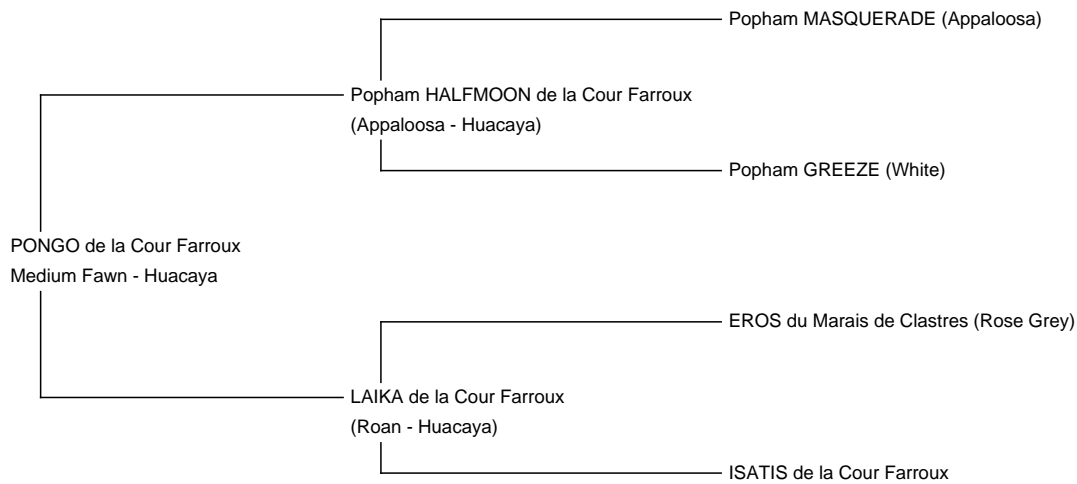 Popham MASQUERADE (Appaloosa)
Popham HALFMOON de la Cour Farroux
(Appaloosa - Huacaya)
Popham GREEZE (White)
PONGO de la Cour Farroux
Medium Fawn - Huacaya
EROS du Marais de Clastres (Rose Grey)
LAIKA de la Cour Farroux
(Roan - Huacaya)
ISATIS de la Cour Farroux